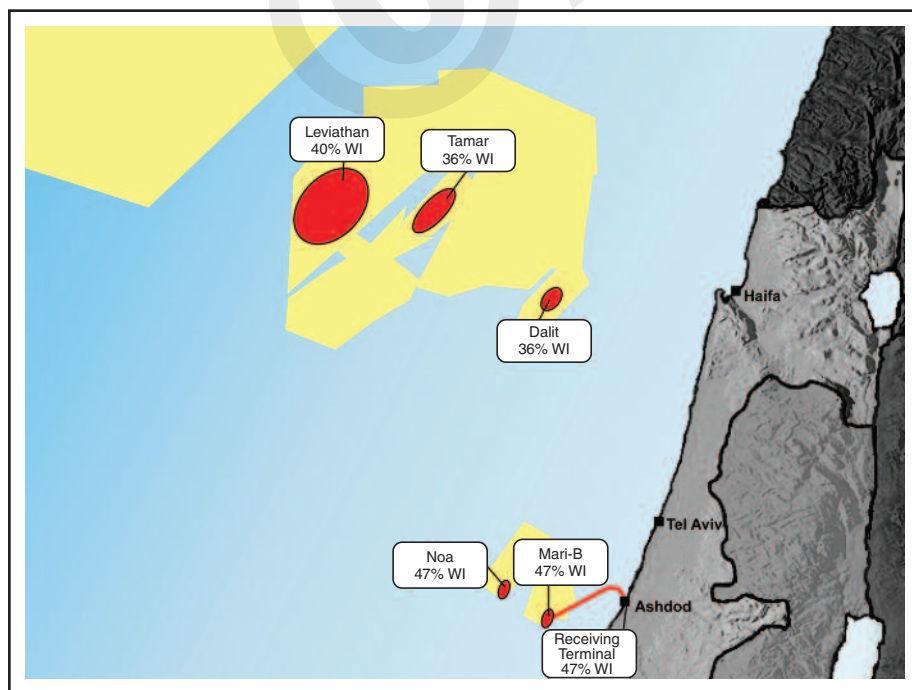 Leviathan
40% WI
Tamar
36% WI
Haifa
Dalit
36% WI
Tel Aviv
Noa
47% WI
Mari-B
47% WI
Ashdod
Receiving
Terminal
47% WI